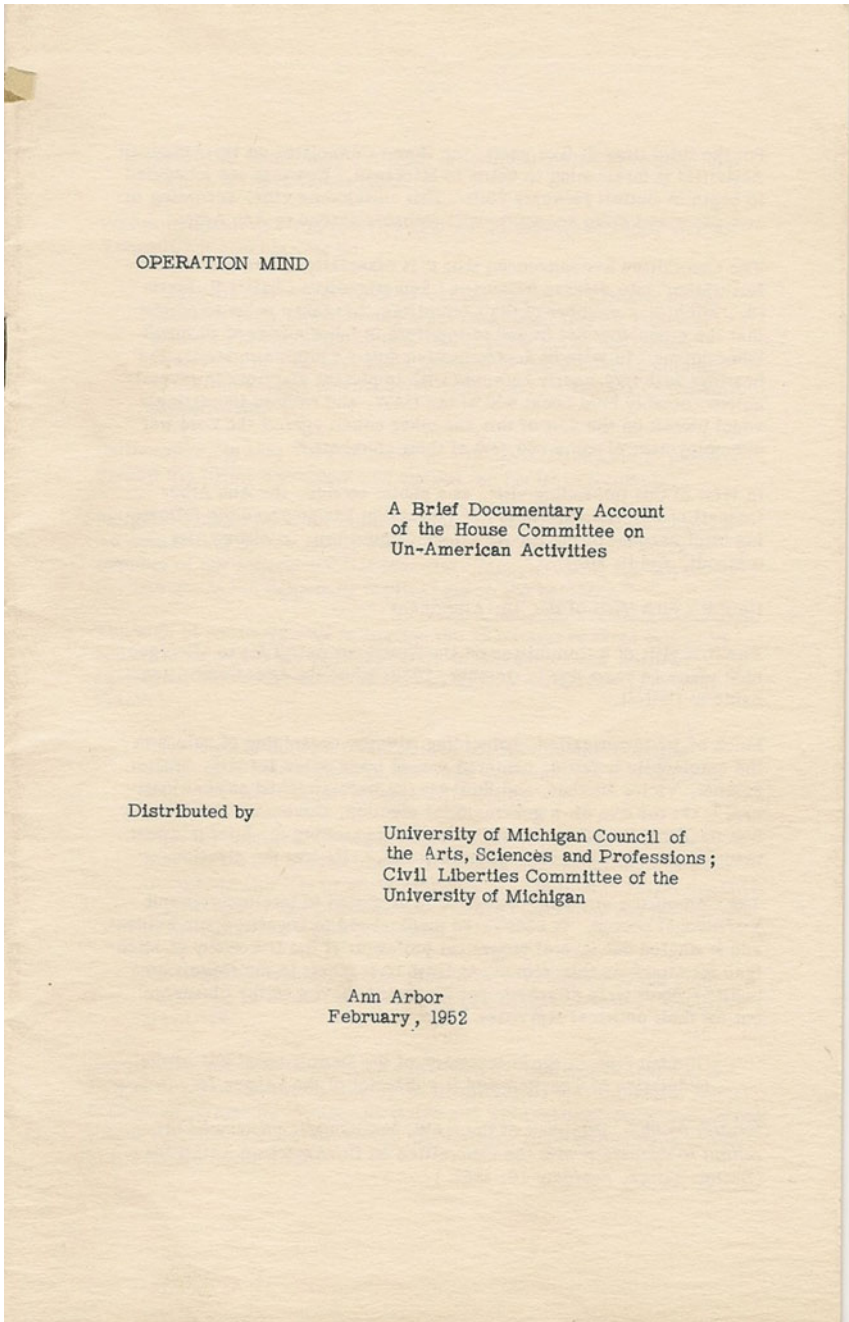 OPERATION MIND
A Brief Documentary Account
of the House Committee on
Un-American Activities
Distributed by
University of Michigan Council of
the Arts, Sciences and Professions;
Civil Liberties Committee of the
University of Michigan
Ann Arbor
February, 1952